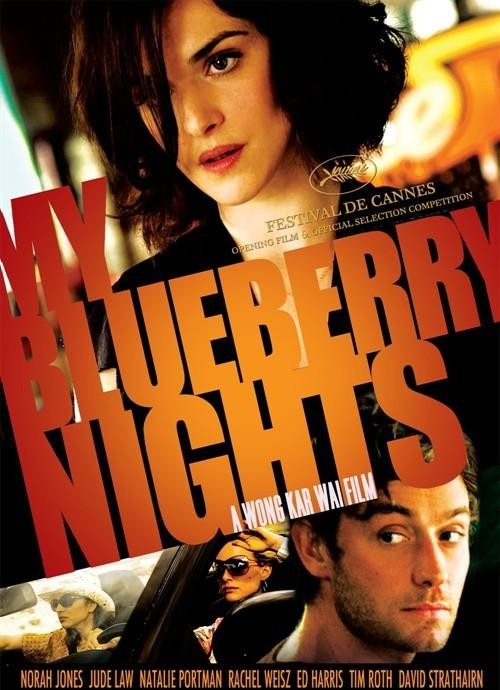 FESTIVAL DE CANNES
OPENING FILM & OFFICIAL SELECTION COMPETITION
MY
BLUEBERRY
NIGHTS
A WONG KAR WAI FILM
NORAH JONES JUDE LAW NATALIE PORTMAN RACHEL WEISZ ED HARRIS TIM ROTH DAVID STRATHAIRN